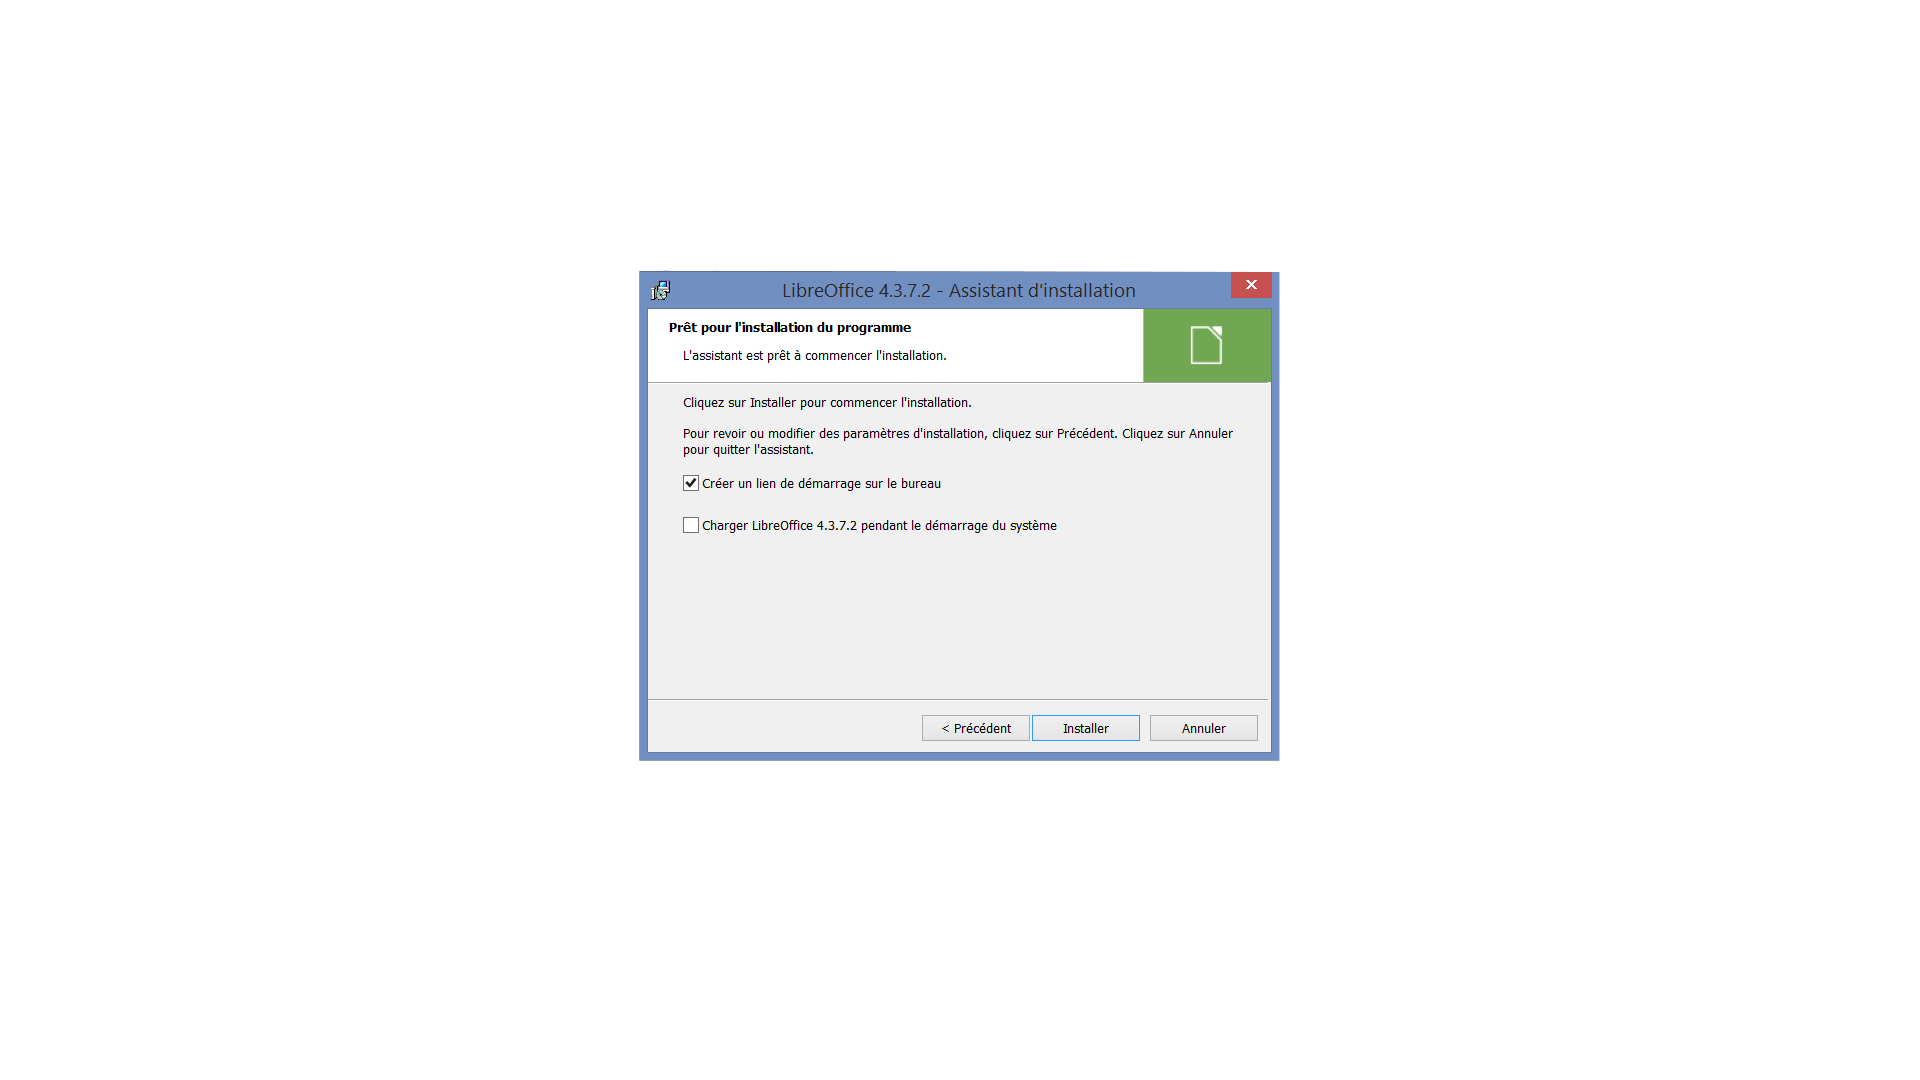 LibreOffice 4.3.7.2 - Assistant d'installation
Prêt pour l'installation du programme
L'assistant est prêt à commencer l'installation.
Cliquez sur Installer pour commencer l'installation.
Pour revoir ou modifier des paramètres d'installation, cliquez sur Précédent. Cliquez sur Annuler
pour quitter l'assistant.
Créer un lien de démarrage sur le bureau
Charger LibreOffice 4.3.7.2 pendant le démarrage du système
< Précédent
Installer
Annuler